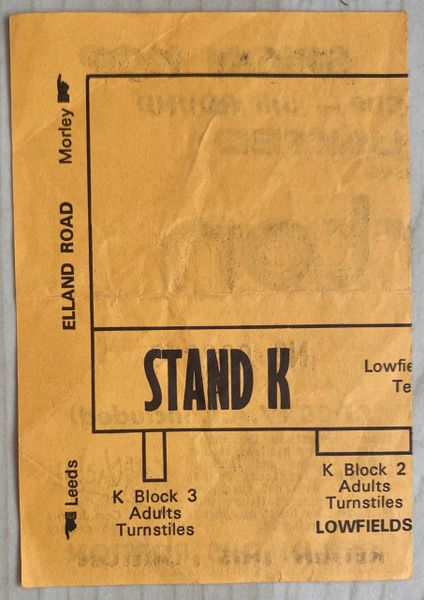 Morley
ELLAND ROAD
Leeds
STAND K
Lowfie
Te
K Block 3
Adults
Turnstiles
K Block 2
Adults
Turnstiles
LOWFIELDS